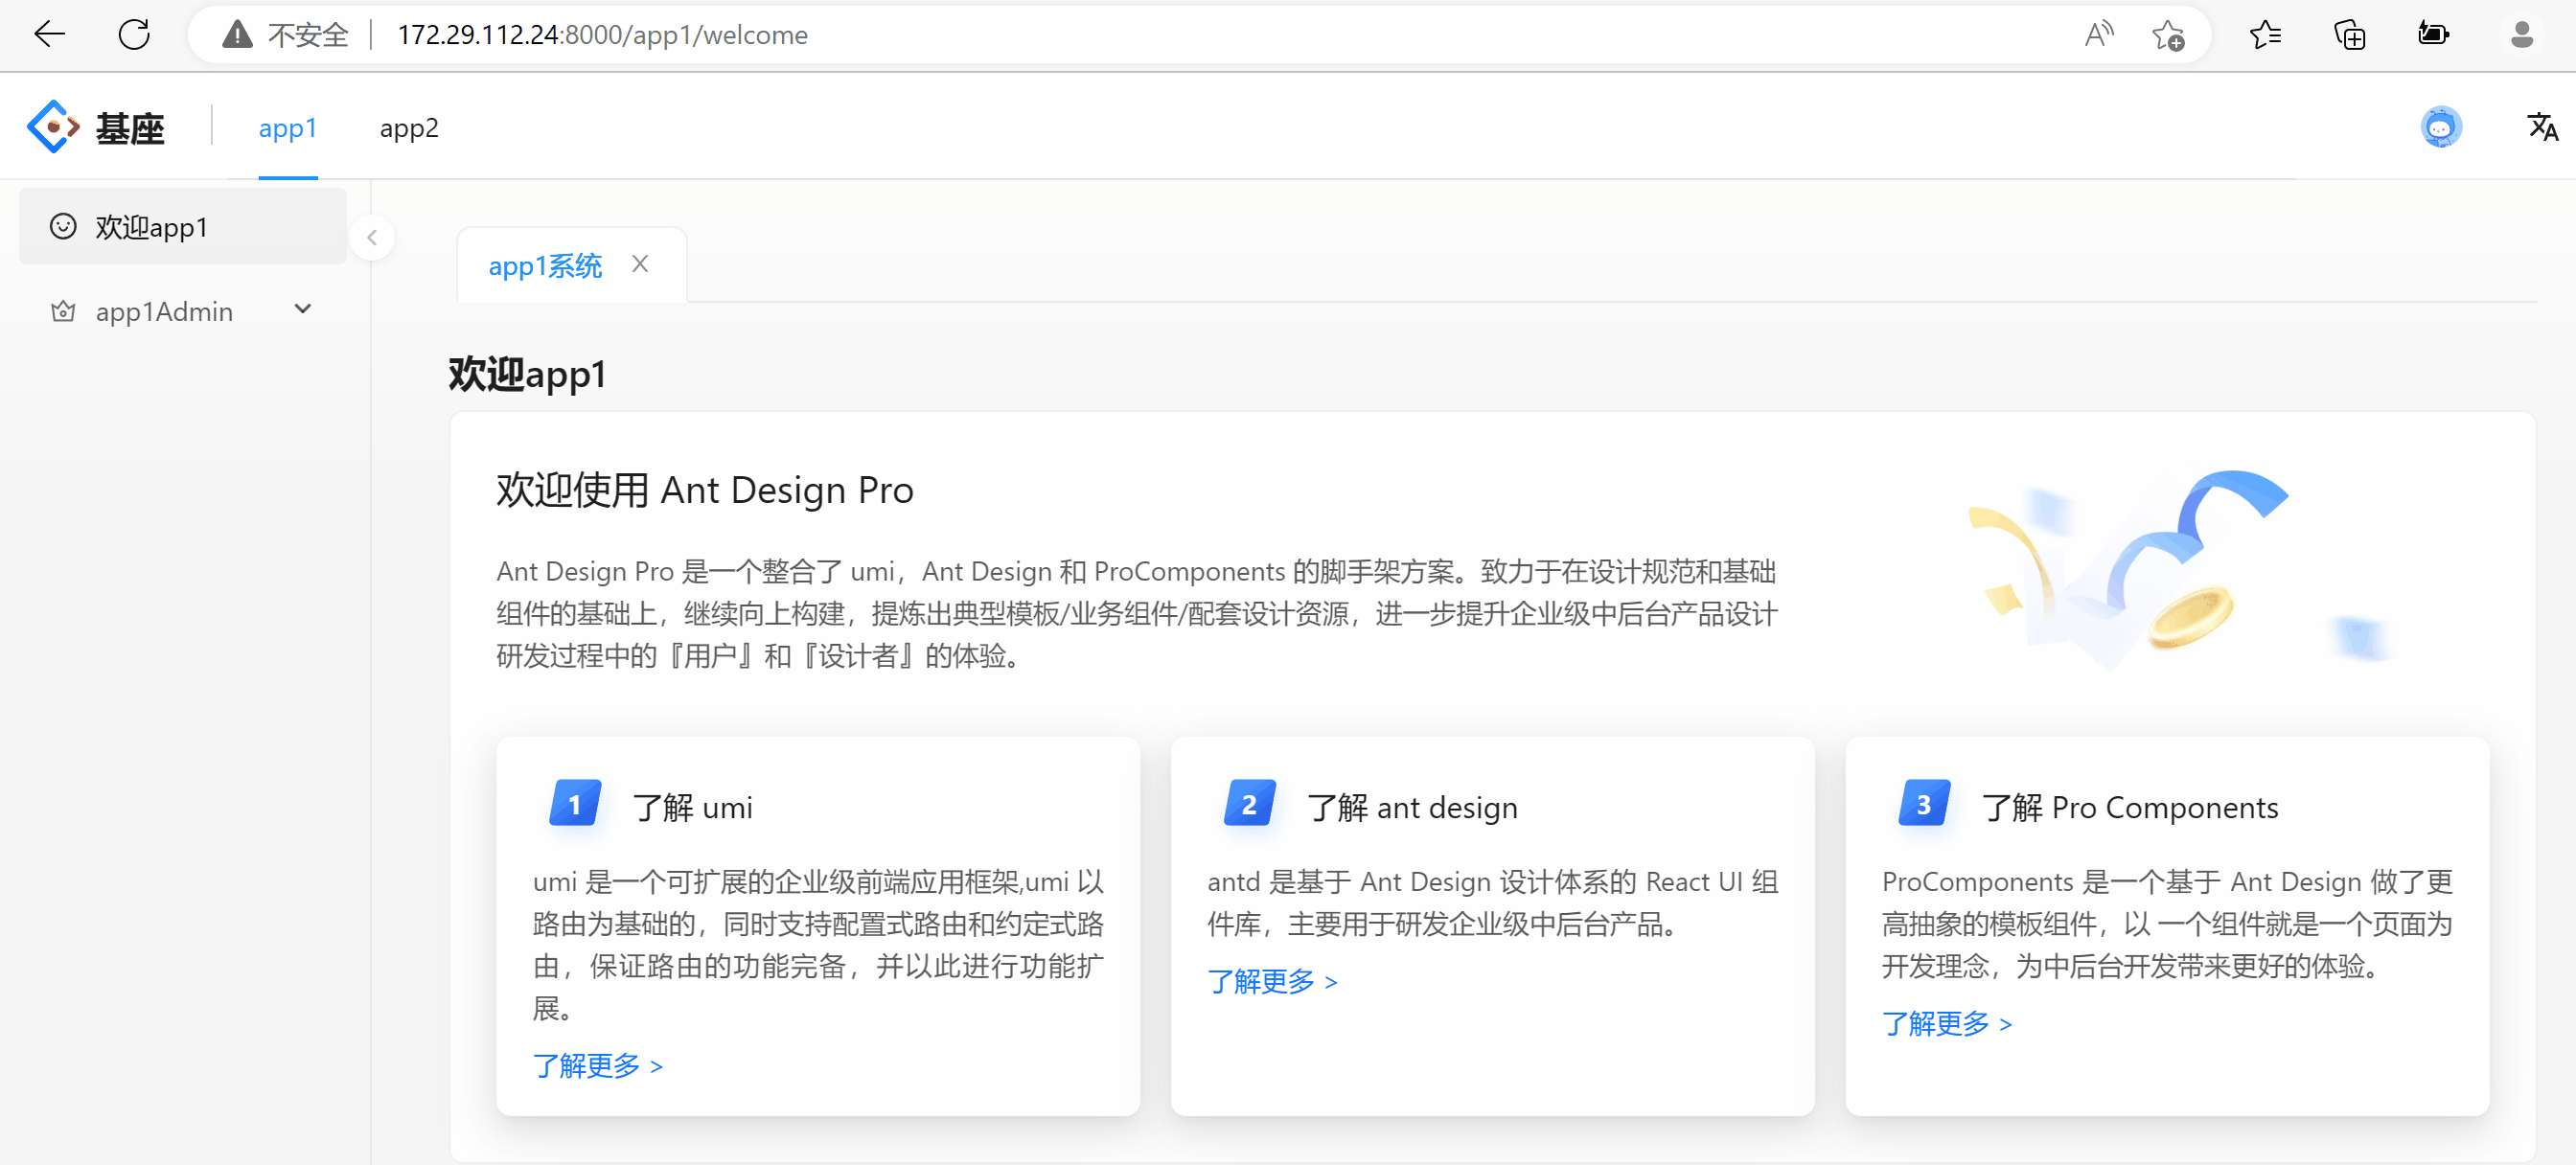 不安全 172.29.112.24:8000/app1/welcome
基座 app1 app2
欢迎app1
app1Admin
app1系统
欢迎app1
欢迎使用 Ant Design Pro
Ant Design Pro 是一个整合了 umi，Ant Design 和 ProComponents 的脚手架方案。致力于在设计规范和基础
组件的基础上，继续向上构建，提炼出典型模板/业务组件/配套设计资源，进一步提升企业级中后台产品设计
研发过程中的『用户』和『设计者』的体验。
1 了解 umi
umi 是一个可扩展的企业级前端应用框架,umi 以
路由为基础的，同时支持配置式路由和约定式路
由，保证路由的功能完备，并以此进行功能扩
展。
了解更多 >
2 了解 ant design
antd 是基于 Ant Design 设计体系的 React UI 组
件库，主要用于研发企业级中后台产品。
了解更多 >
3 了解 Pro Components
ProComponents 是一个基于 Ant Design 做了更
高抽象的模板组件，以 一个组件就是一个页面为
开发理念，为中后台开发带来更好的体验。
了解更多 >